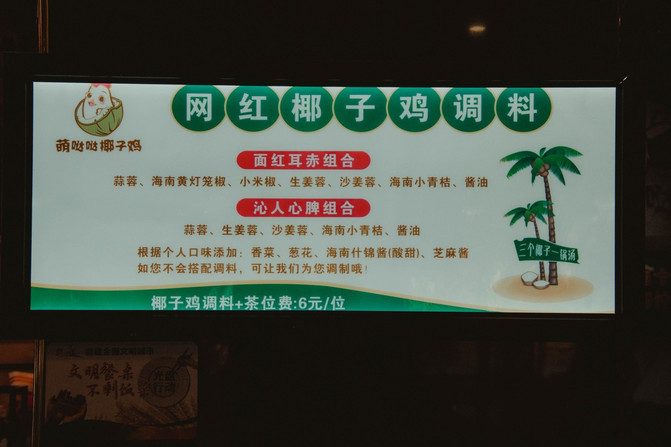 网红椰子鸡调料
萌哒哒椰子鸡
面红耳赤组合
蒜蓉、海南黄灯笼椒、小米椒、生姜蓉、沙姜蓉、海南小青桔、酱油
沁人心脾组合
蒜蓉、生姜蓉、沙姜蓉、海南小青桔、酱油
根据个人口味添加：香菜、葱花、海南什锦酱(酸甜)、芝麻酱
如您不会搭配调料，可让我们为您调制哦！
三个椰子一锅汤
椰子鸡调料+茶位费:6元/位
文明餐桌
不剩饭